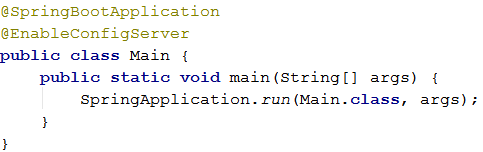 @SpringBootApplication
@EnableConfigServer
public class Main {
    public static void main(String[] args) {
        SpringApplication.run(Main.class, args);
    }
}